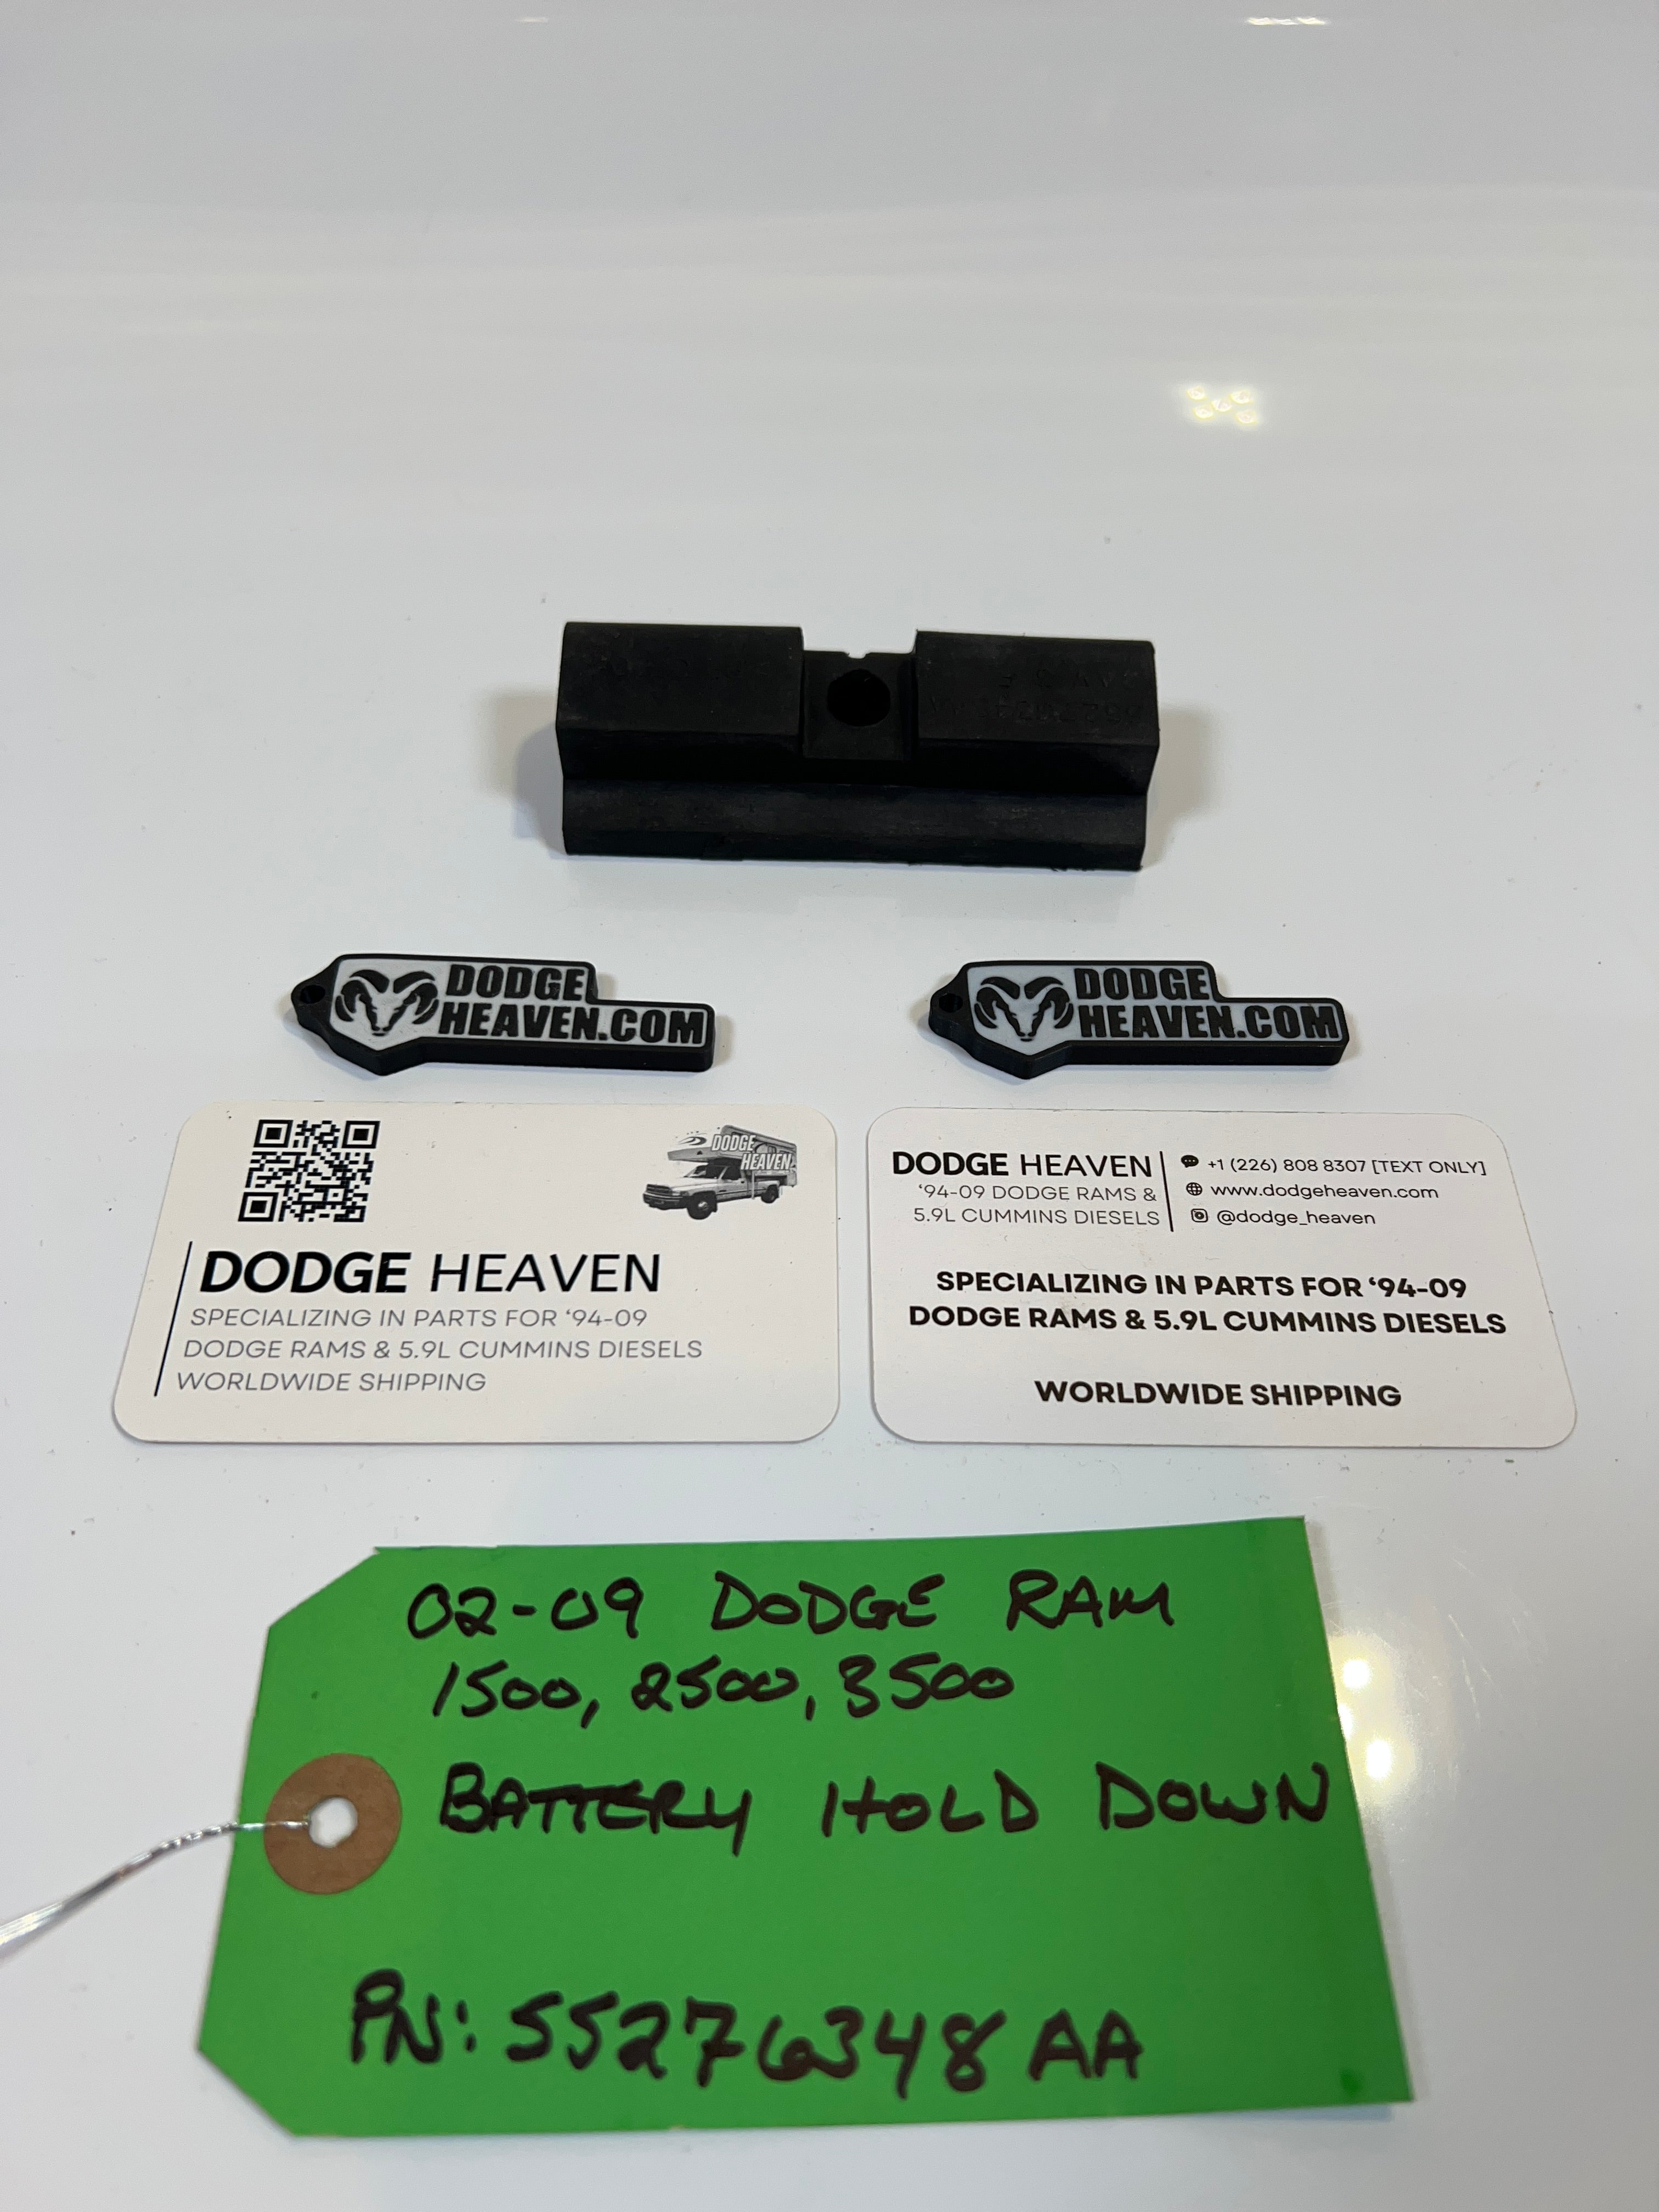 DODGE
HEAVEN.COM
DODGE
HEAVEN.COM
DODGE
HEAVEN
DODGE HEAVEN
SPECIALIZING IN PARTS FOR ‘94-09
DODGE RAMS & 5.9L CUMMINS DIESELS
WORLDWIDE SHIPPING
DODGE HEAVEN
‘94-09 DODGE RAMS &
5.9L CUMMINS DIESELS
+1 (226) 808 8307 [TEXT ONLY]
www.dodgeheaven.com
@dodge_heaven
SPECIALIZING IN PARTS FOR ‘94-09
DODGE RAMS & 5.9L CUMMINS DIESELS
WORLDWIDE SHIPPING
02-09 DODGE RAM
1500, 2500, 3500
BATTERY HOLD DOWN
PN: 55276348AA